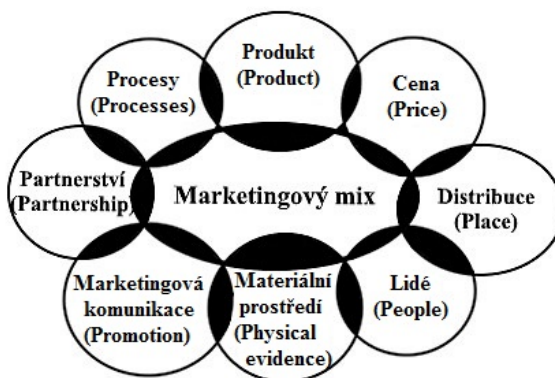 Produkt
(Product)
Procesy
(Processes)
Cena
(Price)
Partnerství
(Partnership)
Marketingový mix
Distribuce
(Place)
Marketingová
komunikace
(Promotion)
Materiální
prostředí
(Physical
evidence)
Lidé
(People)